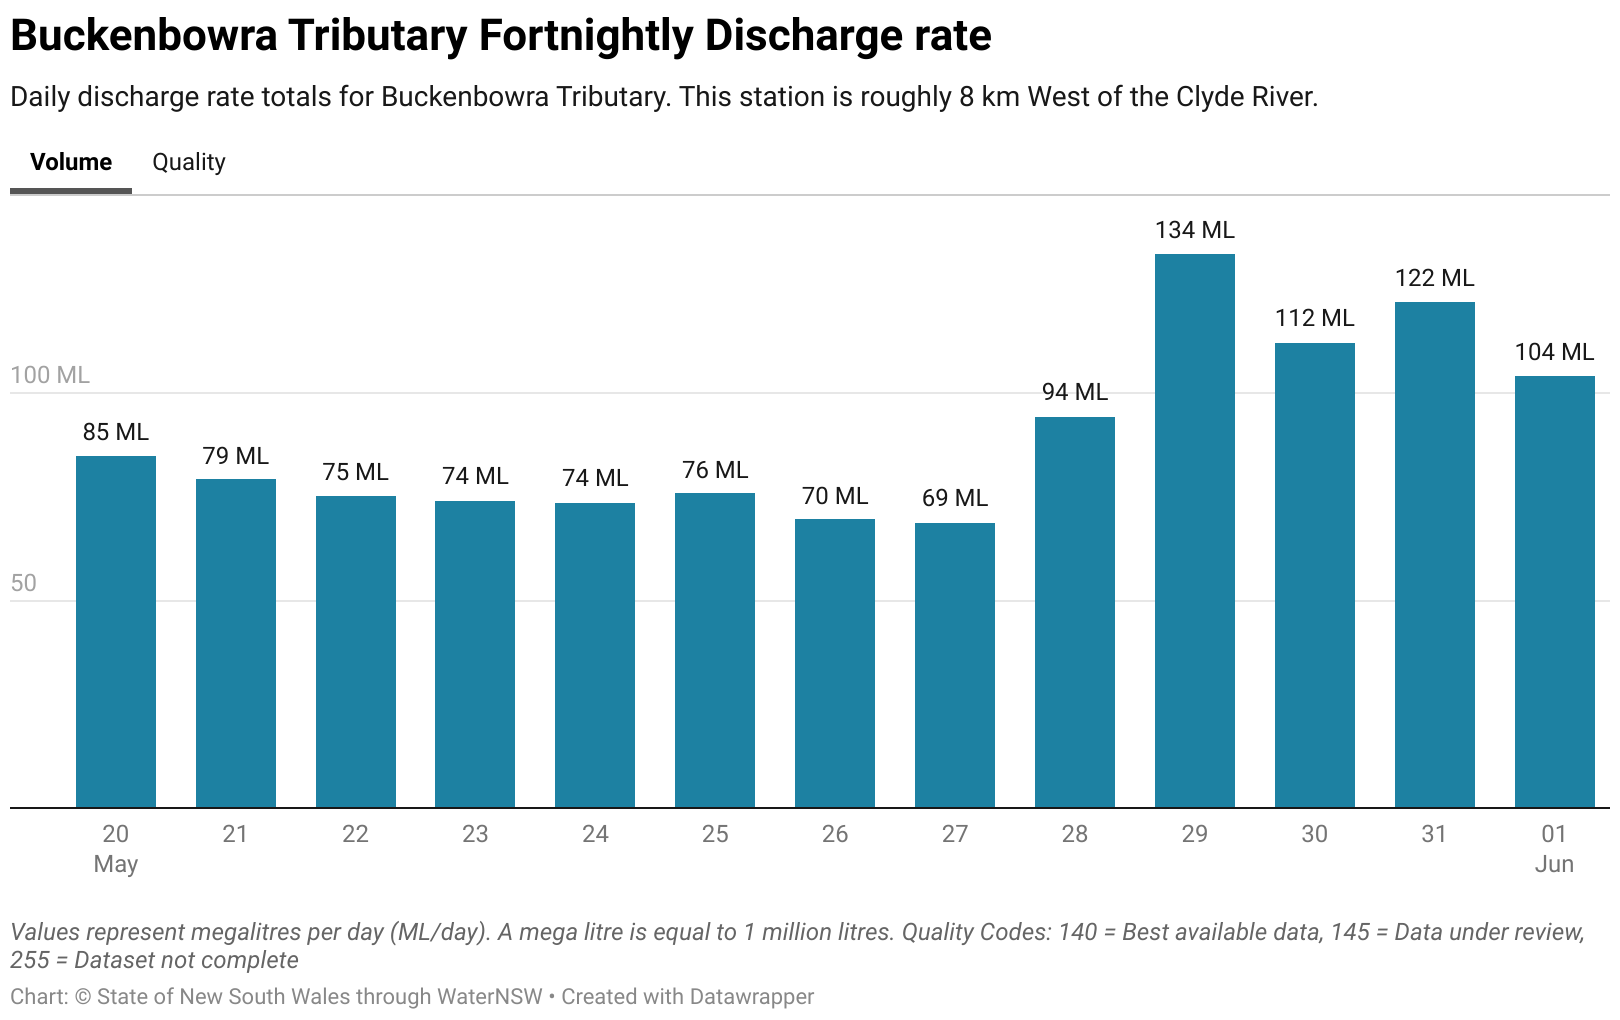 Buckenbowra Tributary Fortnightly Discharge rate
Daily discharge rate totals for Buckenbowra Tributary. This station is roughly 8 km West of the Clyde River.
Volume Quality
134 ML
122 ML
112 ML
104 ML
100 ML
94 ML
85 ML
79 ML
76 ML
75 ML
74 ML
74 ML
70 ML
69 ML
50
20 21 22 23 24 25 26 27 28 29 30 31 01
May Jun
Values represent megalitres per day (ML/day). A mega litre is equal to 1 million litres. Quality Codes: 140 = Best available data, 145 = Data under review,
255 = Dataset not complete
Chart: © State of New South Wales through WaterNSW • Created with Datawrapper